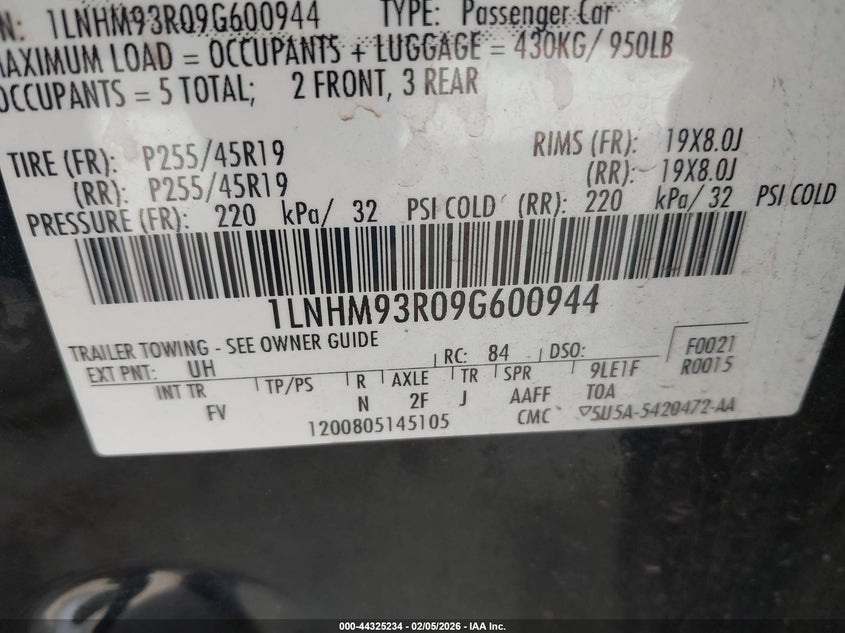 N: 1LNHM93R09G600944 TYPE: Passenger Car
MAXIMUM LOAD = OCCUPANTS + LUGGAGE = 430KG/ 950LB
OCCUPANTS = 5 TOTAL; 2 FRONT, 3 REAR
TIRE (FR): P255/45R19 RIMS (FR): 19X8.0J
(RR): P255/45R19 (RR): 19X8.0J
PRESSURE (FR): 220 kPa/ 32 PSI COLD (RR): 220 kPa/ 32 PSI COLD
1LNHM93R09G600944
TRAILER TOWING - SEE OWNER GUIDE
EXT PNT: UH RC: 84 DSO: F0021
R0015
INT TR TP/PS R AXLE TR SPR 9LE1F
FV N 2F J AAFF TOA
1200805145105 CMC ▽5U5A-5420472-AA
000-44325234 - 02/05/2026 - IAA Inc.